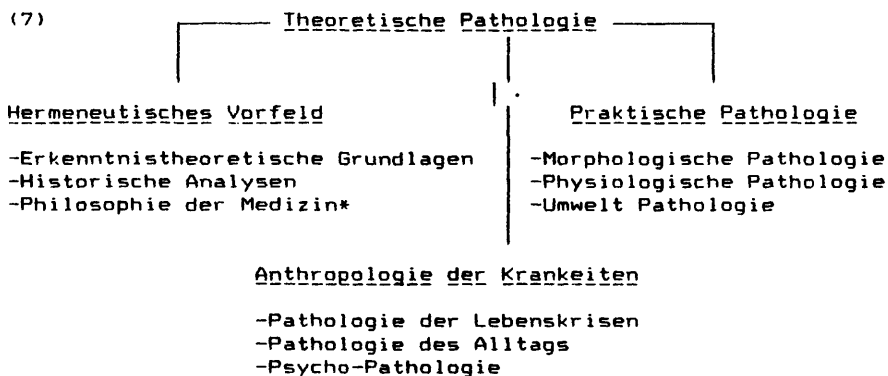 (7) Theoretische Pathologie
Hermeneutisches Vorfeld
-Erkenntnistheoretische Grundlagen
-Historische Analysen
-Philosophie der Medizin*
Praktische Pathologie
-Morphologische Pathologie
-Physiologische Pathologie
-Umwelt Pathologie
Anthropologie der Krankeiten
-Pathologie der Lebenskrisen
-Pathologie des Alltags
-Psycho-Pathologie